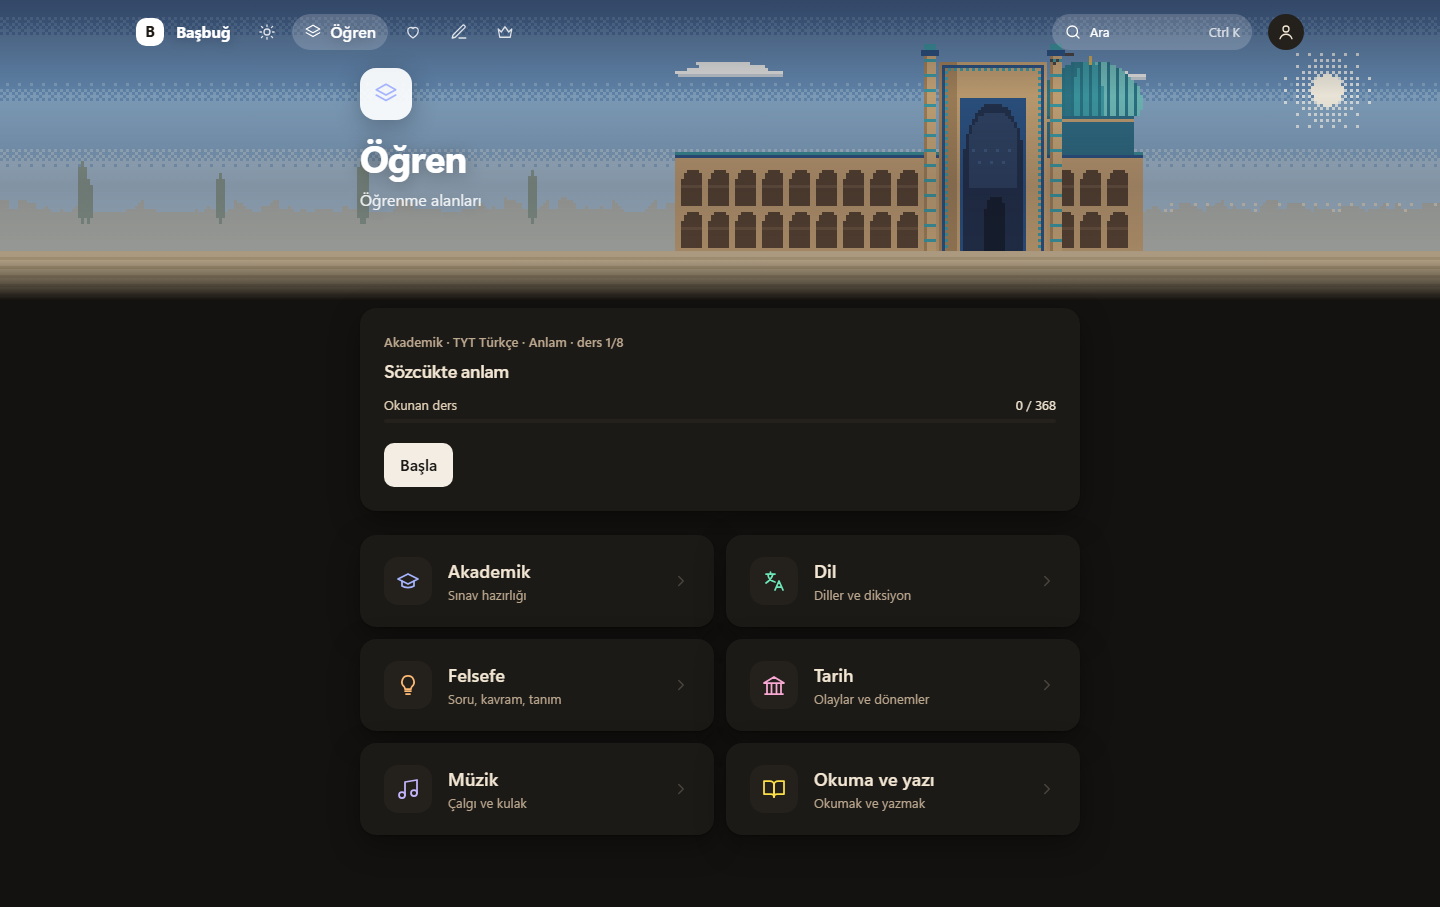 B Başbuğ Öğren Ara Ctrl K
Öğren
Öğrenme alanları
Akademik · TYT Türkçe · Anlam · ders 1/8
Sözcükte anlam
Okunan ders 0 / 368
Başla
Akademik
Sınav hazırlığı
Dil
Diller ve diksiyon
Felsefe
Soru, kavram, tanım
Tarih
Olaylar ve dönemler
Müzik
Çalgı ve kulak
Okuma ve yazı
Okumak ve yazmak